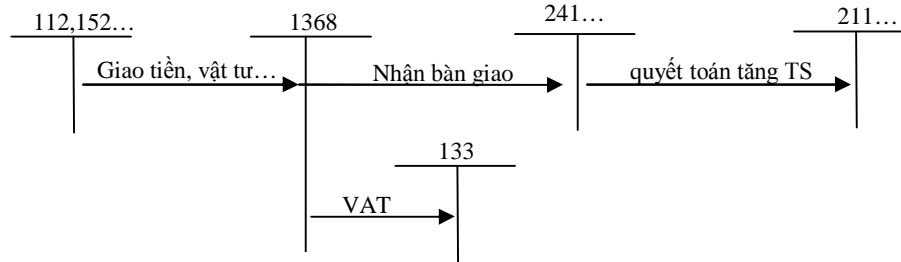 112,152… 1368 241… 211…
Giao tiền, vật tư… Nhận bàn giao quyết toán tăng TS
133
VAT